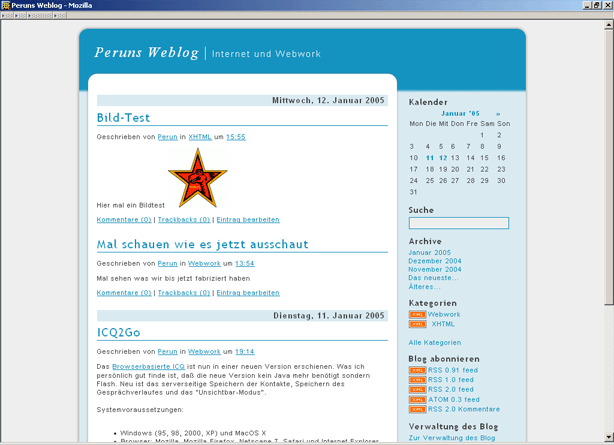 Peruns Weblog - Mozilla
Peruns Weblog | Internet und Webwork
Mittwoch, 12. Januar 2005
Bild-Test
Geschrieben von Perun in XHTML um 15:55
Hier mal ein Bildtest
Kommentare (0) | Trackbacks (0) | Eintrag bearbeiten
Mal schauen wie es jetzt ausschaut
Geschrieben von Perun in Webwork um 13:54
Mal sehen was wir bis jetzt fabriziert haben
Kommentare (0) | Trackbacks (0) | Eintrag bearbeiten
Dienstag, 11. Januar 2005
ICQ2Go
Geschrieben von Perun in Webwork um 19:14
Das Browserbasierte ICQ ist nun in einer neuen Version erschienen. Was ich
persönlich gut finde ist, daß die neue Version kein Java mehr benötigt sondern
Flash. Neu ist das serverseitige Speichern der Kontakte, Speichern des
Gesprächverlaufes und das "Unsichtbar-Modus".
Systemvoraussetzungen:
• Windows (95, 98, 2000, XP) und MacOS X
• Browser: Mozilla, Mozilla Firefox, Netscape 7, Safari und Internet Explorer
Kalender
Januar '05 »
Mon Die Mit Don Fre Sam Son
1 2
3 4 5 6 7 8 9
10 11 12 13 14 15 16
17 18 19 20 21 22 23
24 25 26 27 28 29 30
31
Suche
Archive
Januar 2005
Dezember 2004
November 2004
Das neueste...
Älteres...
Kategorien
XML Webwork
XML XHTML
Alle Kategorien
Blog abonnieren
XML RSS 0.91 feed
XML RSS 1.0 feed
XML RSS 2.0 feed
XML ATOM 0.3 feed
XML RSS 2.0 Kommentare
Verwaltung des Blog
Zur Verwaltung des Blog